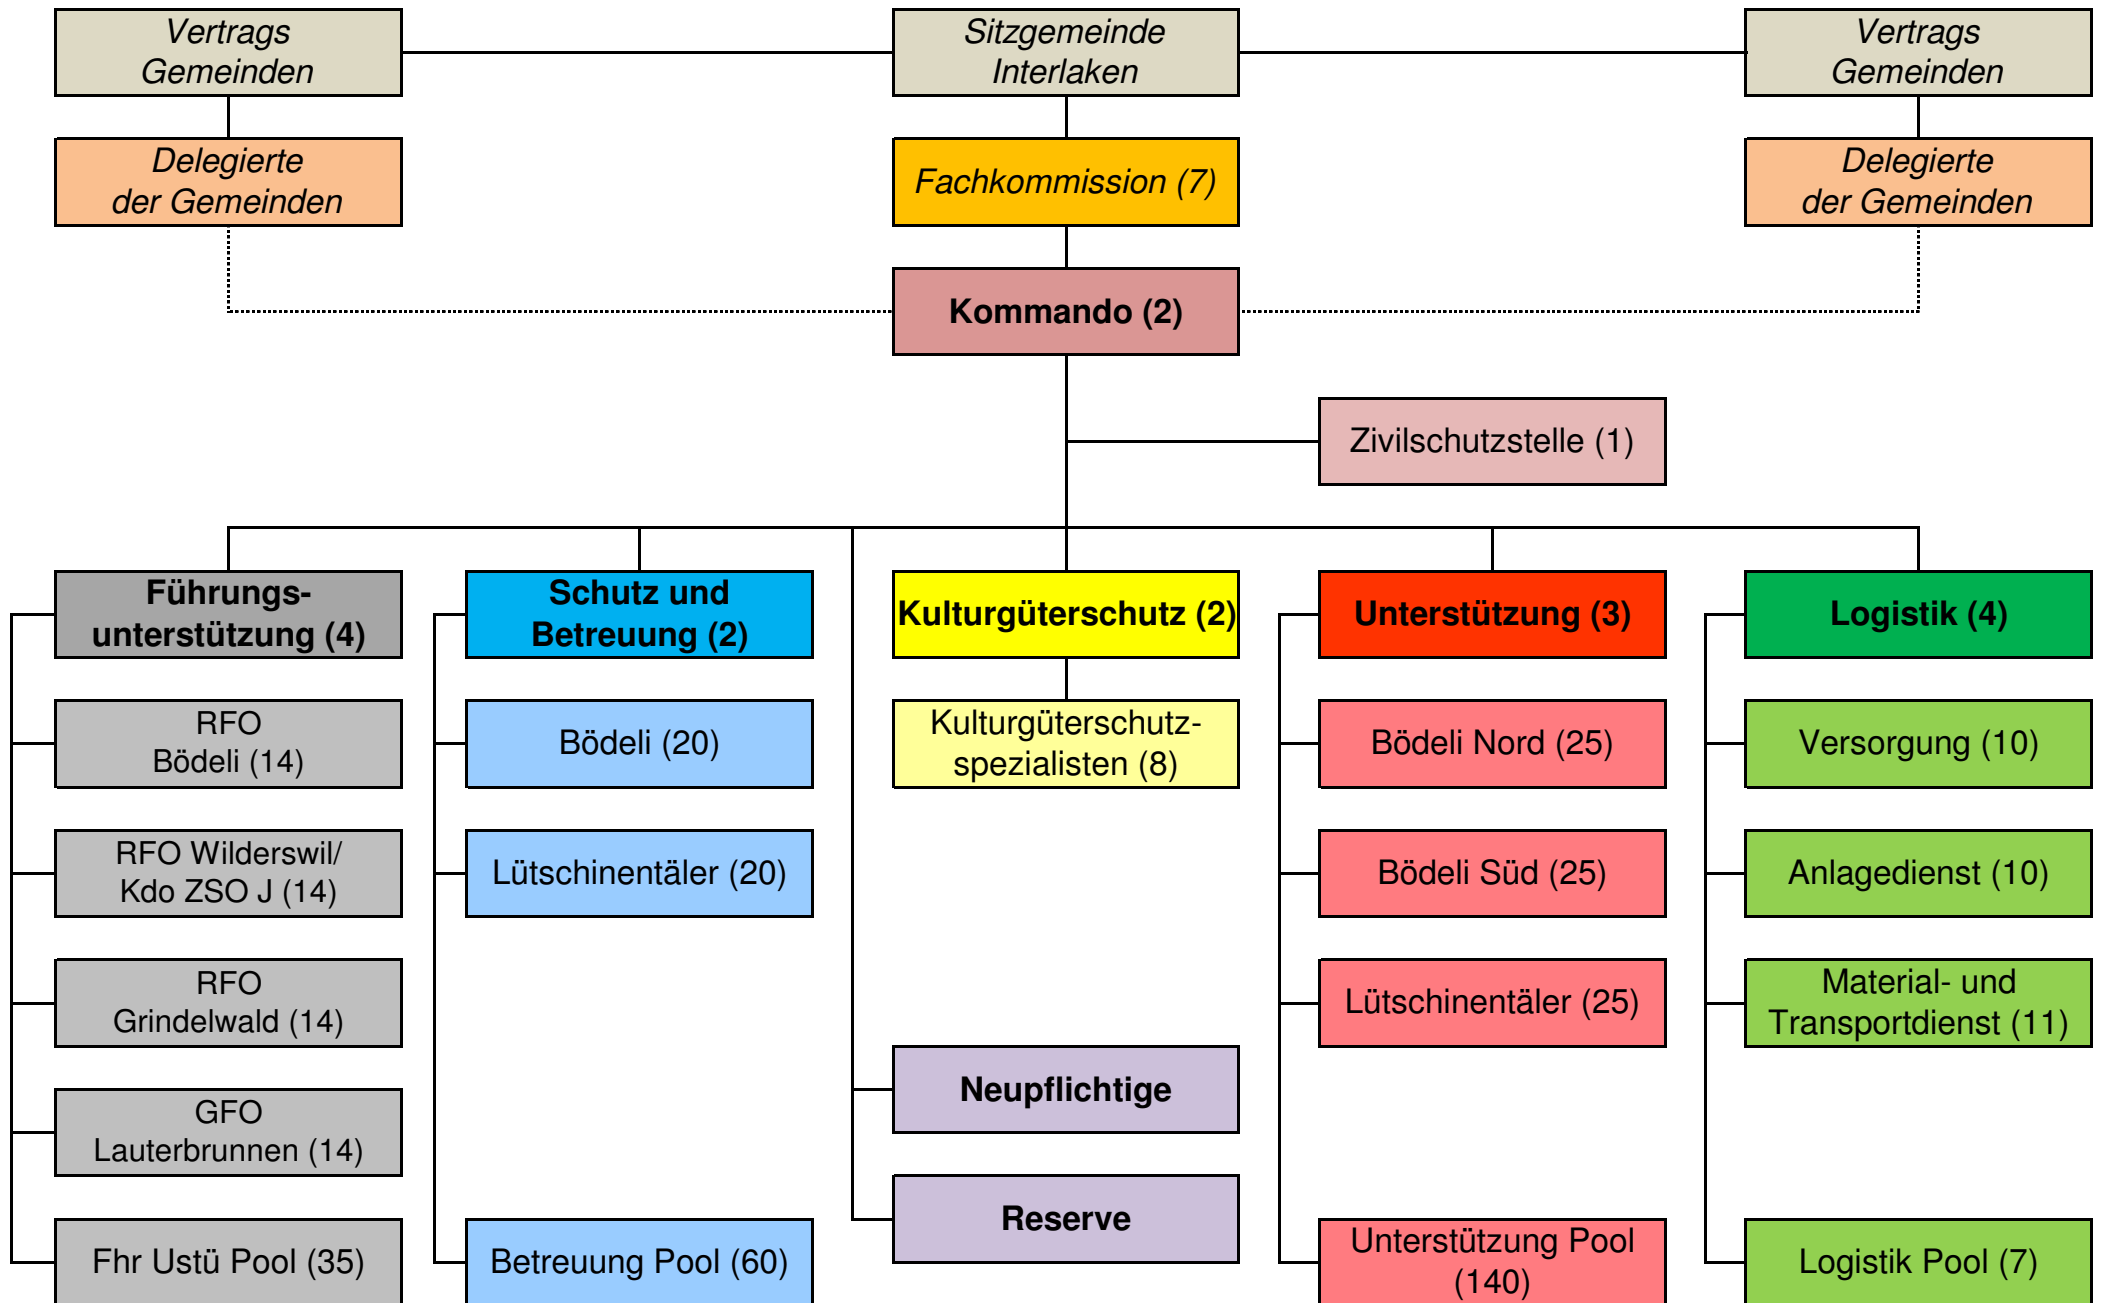 Vertrags
Gemeinden
Sitzgemeinde
Interlaken
Vertrags
Gemeinden
Delegierte
der Gemeinden
Fachkommission (7)
Delegierte
der Gemeinden
Kommando (2)
Zivilschutzstelle (1)
Führungs-
unterstützung (4)
Schutz und
Betreuung (2)
Kulturgüterschutz (2)
Unterstützung (3)
Logistik (4)
RFO
Bödeli (14)
Bödeli (20)
Kulturgüterschutz-
spezialisten (8)
Bödeli Nord (25)
Versorgung (10)
RFO Wilderswil/
Kdo ZSO J (14)
Lütschinentäler (20)
Bödeli Süd (25)
Anlagedienst (10)
RFO
Grindelwald (14)
Lütschinentäler (25)
Material- und
Transportdienst (11)
Neupflichtige
GFO
Lauterbrunnen (14)
Reserve
Fhr Ustü Pool (35)
Betreuung Pool (60)
Unterstützung Pool
(140)
Logistik Pool (7)